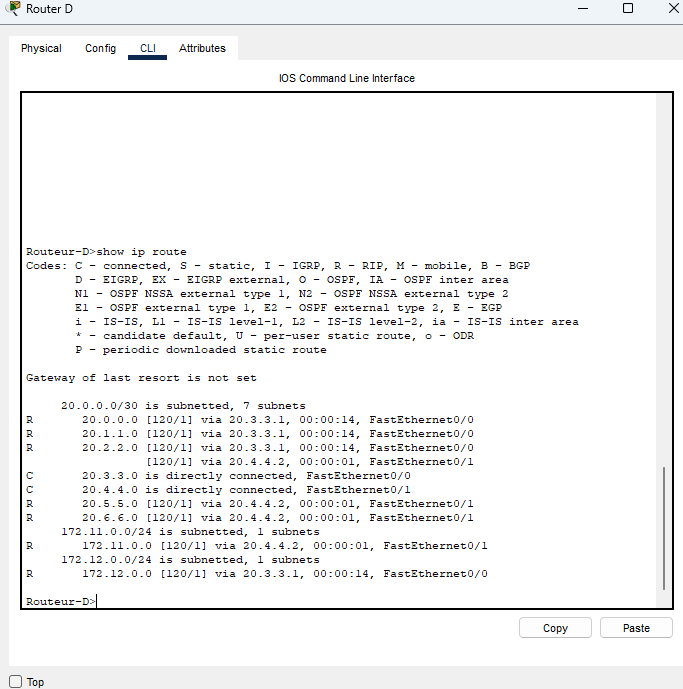 Router D
Physical Config CLI Attributes
IOS Command Line Interface
Routeur-D>show ip route
Codes: C - connected, S - static, I - IGRP, R - RIP, M - mobile, B - BGP
D - EIGRP, EX - EIGRP external, O - OSPF, IA - OSPF inter area
N1 - OSPF NSSA external type 1, N2 - OSPF NSSA external type 2
E1 - OSPF external type 1, E2 - OSPF external type 2, E - EGP
i - IS-IS, L1 - IS-IS level-1, L2 - IS-IS level-2, ia - IS-IS inter area
* - candidate default, U - per-user static route, o - ODR
P - periodic downloaded static route
Gateway of last resort is not set
20.0.0.0/30 is subnetted, 7 subnets
R 20.0.0.0 [120/1] via 20.3.3.1, 00:00:14, FastEthernet0/0
R 20.1.1.0 [120/1] via 20.3.3.1, 00:00:14, FastEthernet0/0
R 20.2.2.0 [120/1] via 20.3.3.1, 00:00:14, FastEthernet0/0
[120/1] via 20.4.4.2, 00:00:01, FastEthernet0/1
C 20.3.3.0 is directly connected, FastEthernet0/0
C 20.4.4.0 is directly connected, FastEthernet0/1
R 20.5.5.0 [120/1] via 20.4.4.2, 00:00:01, FastEthernet0/1
R 20.6.6.0 [120/1] via 20.4.4.2, 00:00:01, FastEthernet0/1
172.11.0.0/24 is subnetted, 1 subnets
R 172.11.0.0 [120/1] via 20.4.4.2, 00:00:01, FastEthernet0/1
172.12.0.0/24 is subnetted, 1 subnets
R 172.12.0.0 [120/1] via 20.3.3.1, 00:00:14, FastEthernet0/0
Routeur-D>
Copy Paste
Top